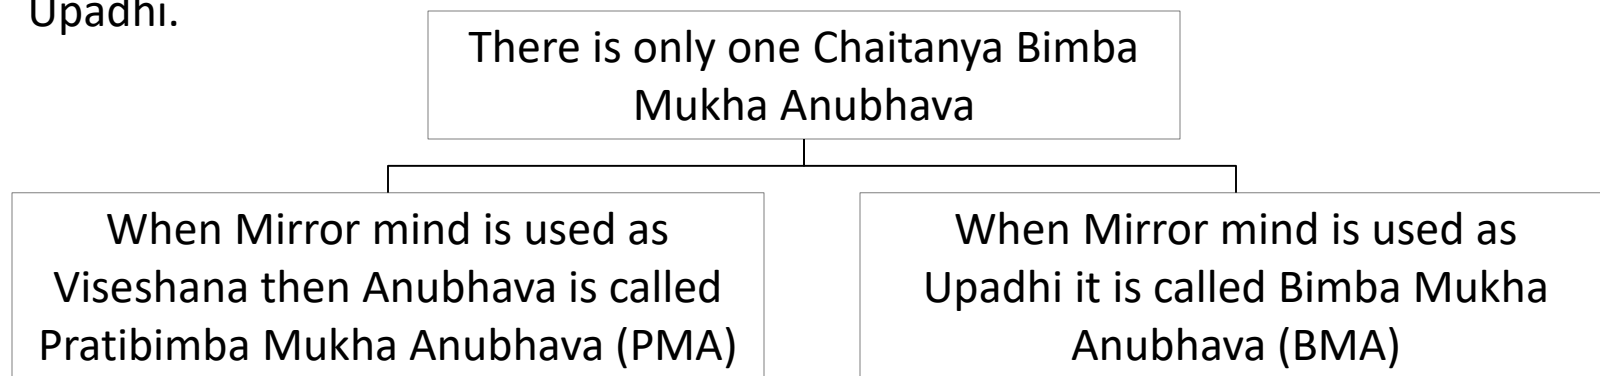 Upadhi.
There is only one Chaitanya Bimba
Mukha Anubhava
When Mirror mind is used as
Viseshana then Anubhava is called
Pratibimba Mukha Anubhava (PMA)
When Mirror mind is used as
Upadhi it is called Bimba Mukha
Anubhava (BMA)